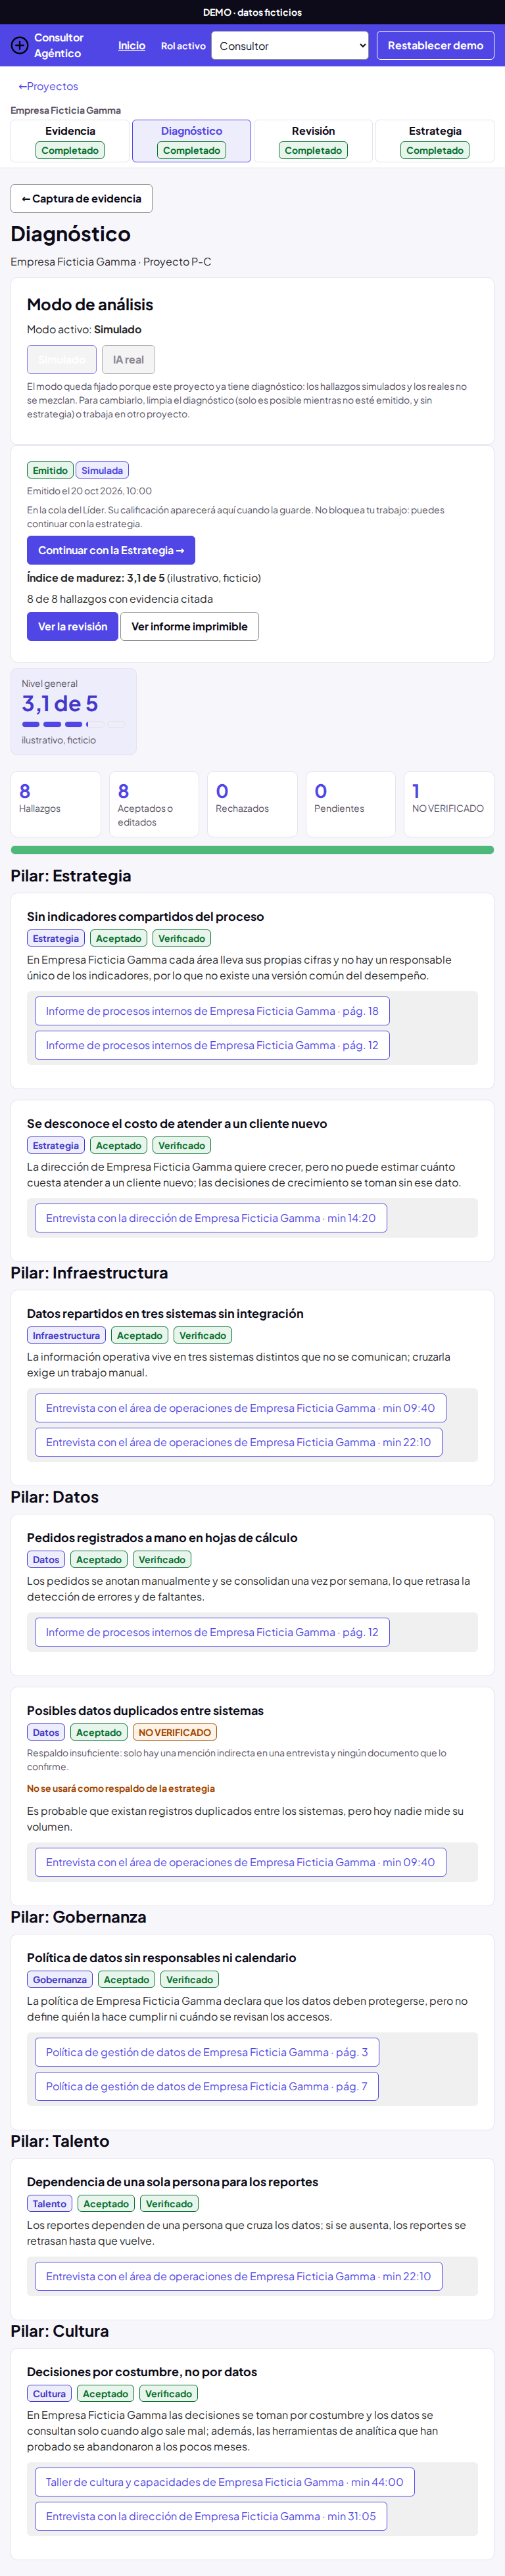 DEMO · datos ficticios
Consultor
Agéntico
Inicio
Rol activo
Consultor
Restablecer demo
←Proyectos
Empresa Ficticia Gamma
Evidencia
Completado
Diagnóstico
Completado
Revisión
Completado
Estrategia
Completado
← Captura de evidencia
Diagnóstico
Empresa Ficticia Gamma · Proyecto P-C
Modo de análisis
Modo activo: Simulado
Simulado
IA real
El modo queda fijado porque este proyecto ya tiene diagnóstico: los hallazgos simulados y los reales no
se mezclan. Para cambiarlo, limpia el diagnóstico (solo es posible mientras no esté emitido, y sin
estrategia) o trabaja en otro proyecto.
Emitido
Simulada
Emitido el 20 oct 2026, 10:00
En la cola del Líder. Su calificación aparecerá aquí cuando la guarde. No bloquea tu trabajo: puedes
continuar con la estrategia.
Continuar con la Estrategia →
Índice de madurez: 3,1 de 5 (ilustrativo, ficticio)
8 de 8 hallazgos con evidencia citada
Ver la revisión
Ver informe imprimible
Nivel general
3,1 de 5
ilustrativo, ficticio
8
Hallazgos
8
Aceptados o
editados
0
Rechazados
0
Pendientes
1
NO VERIFICADO
Pilar: Estrategia
Sin indicadores compartidos del proceso
Estrategia
Aceptado
Verificado
En Empresa Ficticia Gamma cada área lleva sus propias cifras y no hay un responsable
único de los indicadores, por lo que no existe una versión común del desempeño.
Informe de procesos internos de Empresa Ficticia Gamma · pág. 18
Informe de procesos internos de Empresa Ficticia Gamma · pág. 12
Se desconoce el costo de atender a un cliente nuevo
Estrategia
Aceptado
Verificado
La dirección de Empresa Ficticia Gamma quiere crecer, pero no puede estimar cuánto
cuesta atender a un cliente nuevo; las decisiones de crecimiento se toman sin ese dato.
Entrevista con la dirección de Empresa Ficticia Gamma · min 14:20
Pilar: Infraestructura
Datos repartidos en tres sistemas sin integración
Infraestructura
Aceptado
Verificado
La información operativa vive en tres sistemas distintos que no se comunican; cruzarla
exige un trabajo manual.
Entrevista con el área de operaciones de Empresa Ficticia Gamma · min 09:40
Entrevista con el área de operaciones de Empresa Ficticia Gamma · min 22:10
Pilar: Datos
Pedidos registrados a mano en hojas de cálculo
Datos
Aceptado
Verificado
Los pedidos se anotan manualmente y se consolidan una vez por semana, lo que retrasa la
detección de errores y de faltantes.
Informe de procesos internos de Empresa Ficticia Gamma · pág. 12
Posibles datos duplicados entre sistemas
Datos
Aceptado
NO VERIFICADO
Respaldo insuficiente: solo hay una mención indirecta en una entrevista y ningún documento que lo
confirme.
No se usará como respaldo de la estrategia
Es probable que existan registros duplicados entre los sistemas, pero hoy nadie mide su
volumen.
Entrevista con el área de operaciones de Empresa Ficticia Gamma · min 09:40
Pilar: Gobernanza
Política de datos sin responsables ni calendario
Gobernanza
Aceptado
Verificado
La política de Empresa Ficticia Gamma declara que los datos deben protegerse, pero no
define quién la hace cumplir ni cuándo se revisan los accesos.
Política de gestión de datos de Empresa Ficticia Gamma · pág. 3
Política de gestión de datos de Empresa Ficticia Gamma · pág. 7
Pilar: Talento
Dependencia de una sola persona para los reportes
Talento
Aceptado
Verificado
Los reportes dependen de una persona que cruza los datos; si se ausenta, los reportes se
retrasan hasta que vuelve.
Entrevista con el área de operaciones de Empresa Ficticia Gamma · min 22:10
Pilar: Cultura
Decisiones por costumbre, no por datos
Cultura
Aceptado
Verificado
En Empresa Ficticia Gamma las decisiones se toman por costumbre y los datos se
consultan solo cuando algo sale mal; además, las herramientas de analítica que han
probado se abandonaron a los pocos meses.
Taller de cultura y capacidades de Empresa Ficticia Gamma · min 44:00
Entrevista con la dirección de Empresa Ficticia Gamma · min 31:05